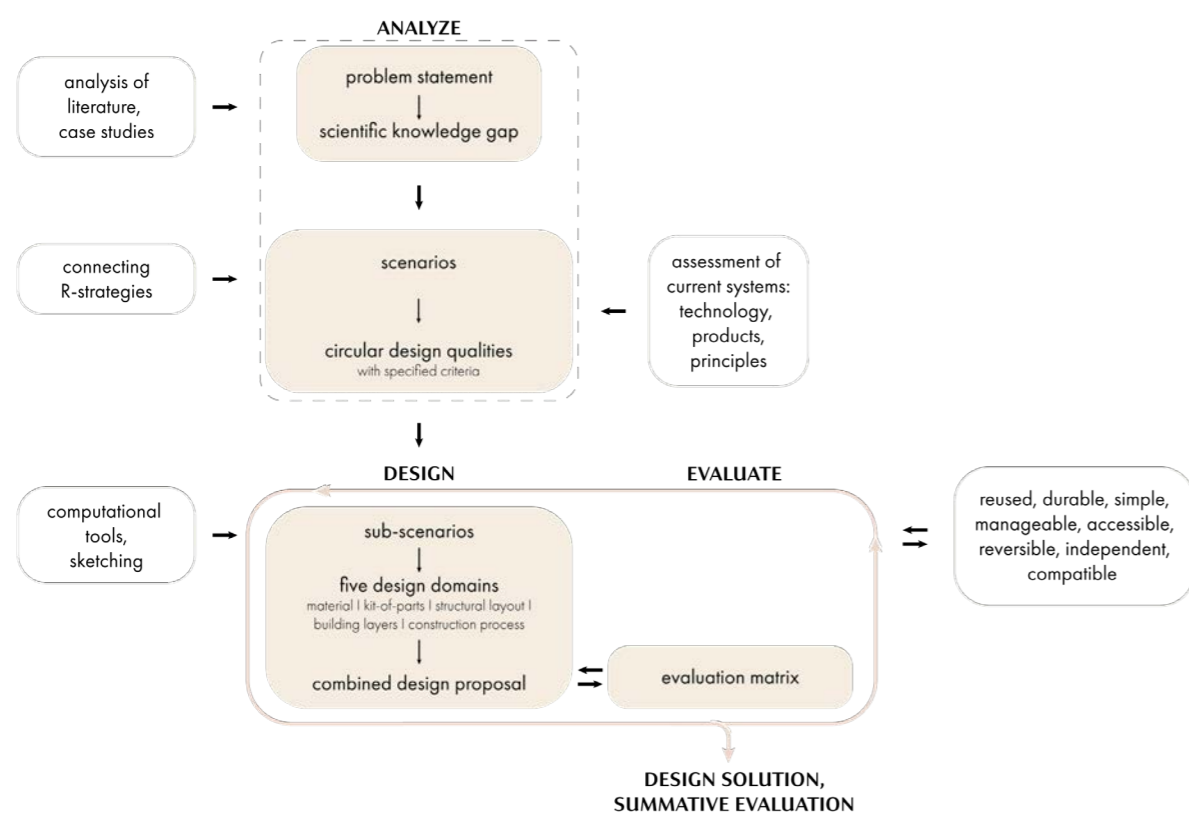 ANALYZE
analysis of
literature,
case studies
problem statement
scientific knowledge gap
connecting
R-strategies
scenarios
circular design qualities
with specified criteria
assessment of
current systems:
technology,
products,
principles
DESIGN
EVALUATE
computational
tools,
sketching
sub-scenarios
five design domains
material | kit-of-parts | structural layout |
building layers | construction process
combined design proposal
evaluation matrix
reused, durable, simple,
manageable, accessible,
reversible, independent,
compatible
DESIGN SOLUTION,
SUMMATIVE EVALUATION